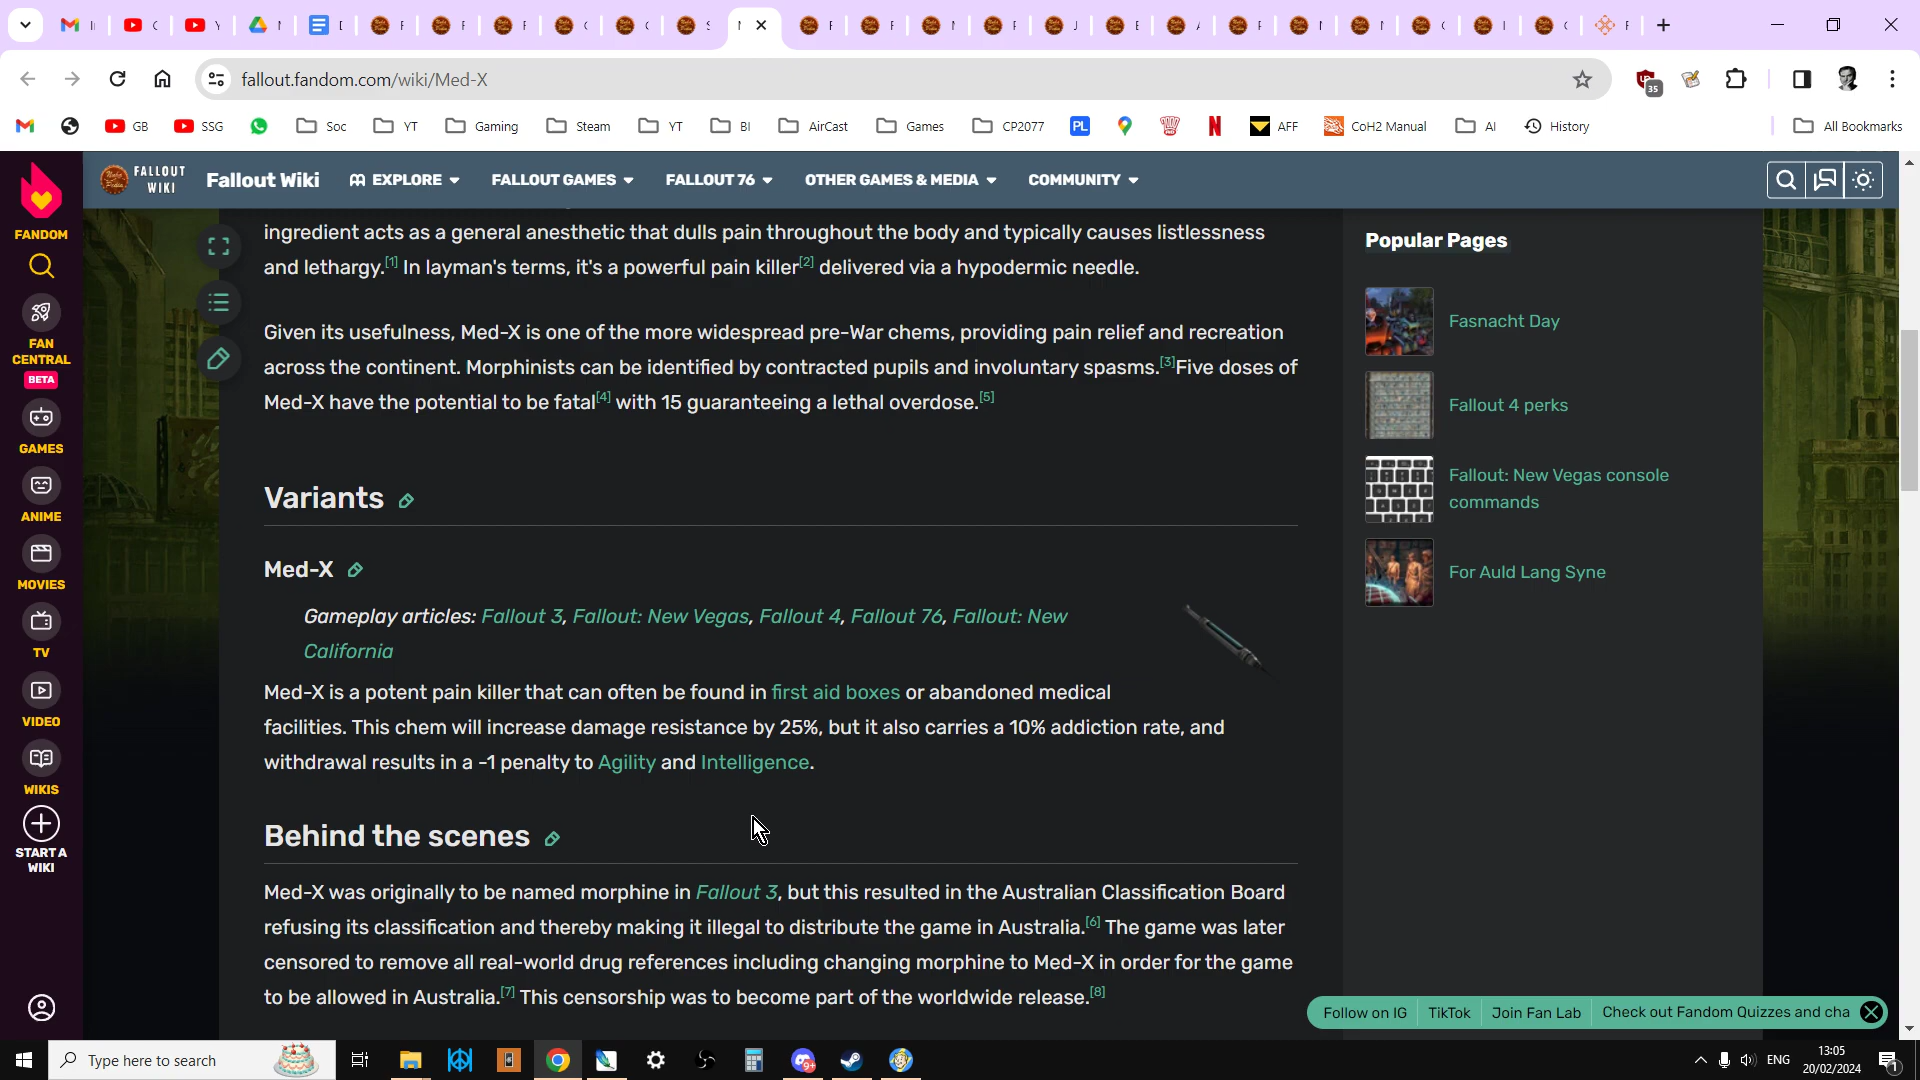 fallout.fandom.com/wiki/Med-X
35
GB
SSG
Soc
YT
Gaming
Steam
YT
BI
AirCast
Games
CP2077
PL
AFF
CoH2 Manual
AI
History
All Bookmarks
FALLOUT
WIKI
Fallout Wiki
EXPLORE
FALLOUT GAMES
FALLOUT 76
OTHER GAMES & MEDIA
COMMUNITY
FANDOM
FAN
CENTRAL
BETA
GAMES
ANIME
MOVIES
TV
VIDEO
WIKIS
START A
WIKI
ingredient acts as a general anesthetic that dulls pain throughout the body and typically causes listlessness
and lethargy.[1] In layman's terms, it's a powerful pain killer[2] delivered via a hypodermic needle.
Given its usefulness, Med-X is one of the more widespread pre-War chems, providing pain relief and recreation
across the continent. Morphinists can be identified by contracted pupils and involuntary spasms.[3]Five doses of
Med-X have the potential to be fatal[4] with 15 guaranteeing a lethal overdose.[5]
Variants
Med-X
Gameplay articles: Fallout 3, Fallout: New Vegas, Fallout 4, Fallout 76, Fallout: New
California
Med-X is a potent pain killer that can often be found in first aid boxes or abandoned medical
facilities. This chem will increase damage resistance by 25%, but it also carries a 10% addiction rate, and
withdrawal results in a -1 penalty to Agility and Intelligence.
Behind the scenes
Med-X was originally to be named morphine in Fallout 3, but this resulted in the Australian Classification Board
refusing its classification and thereby making it illegal to distribute the game in Australia.[6] The game was later
censored to remove all real-world drug references including changing morphine to Med-X in order for the game
to be allowed in Australia.[7] This censorship was to become part of the worldwide release.[8]
Popular Pages
Fasnacht Day
Fallout 4 perks
Fallout: New Vegas console
commands
For Auld Lang Syne
Follow on IG
TikTok
Join Fan Lab
Check out Fandom Quizzes and cha
Type here to search
9+
ENG
13:05
20/02/2024
1